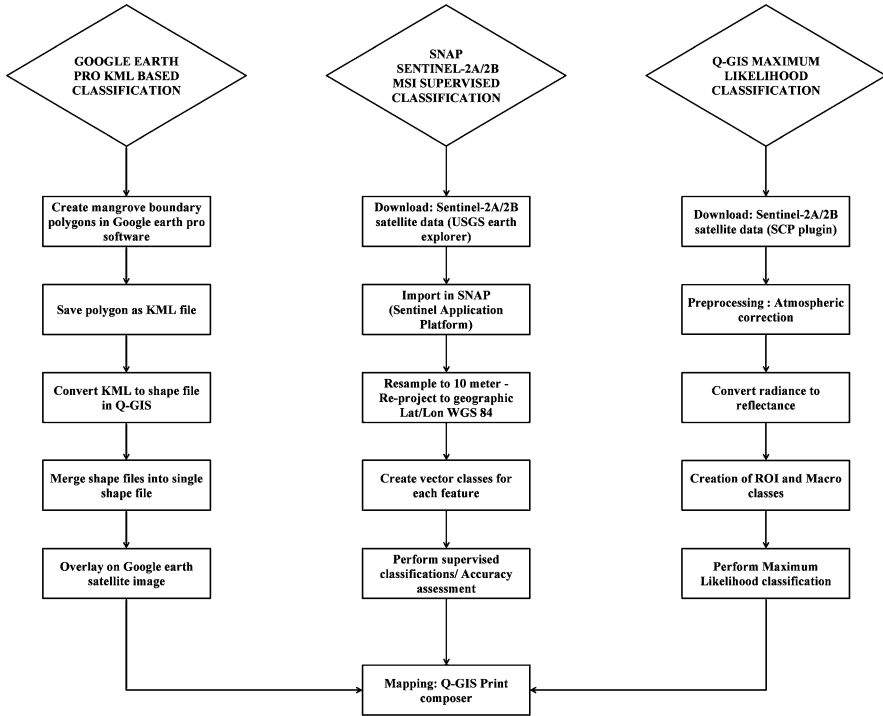 GOOGLE EARTH
PRO KML BASED
CLASSIFICATION
Create mangrove boundary
polygons in Google earth pro
software
Save polygon as KML file
Convert KML to shape file
in Q-GIS
Merge shape files into single
shape file
Overlay on Google earth
satellite image
SNAP
SENTINEL-2A/2B
MSI SUPERVISED
CLASSIFICATION
Download: Sentinel-2A/2B
satellite data (USGS earth
explorer)
Import in SNAP
(Sentinel Application
Platform)
Resample to 10 meter -
Re-project to geographic
Lat/Lon WGS 84
Create vector classes for
each feature
Perform supervised
classifications/ Accuracy
assessment
Q-GIS MAXIMUM
LIKELIHOOD
CLASSIFICATION
Download: Sentinel-2A/2B
satellite data (SCP plugin)
Preprocessing : Atmospheric
correction
Convert radiance to
reflectance
Creation of ROI and Macro
classes
Perform Maximum
Likelihood classification
Mapping: Q-GIS Print
composer